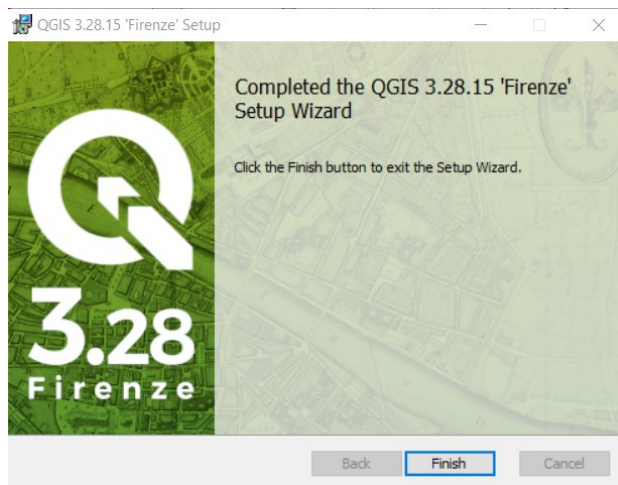 QGIS 3.28.15 'Firenze' Setup
Completed the QGIS 3.28.15 'Firenze'
Setup Wizard
Click the Finish button to exit the Setup Wizard.
3.28
Firenze
Back
Finish
Cancel